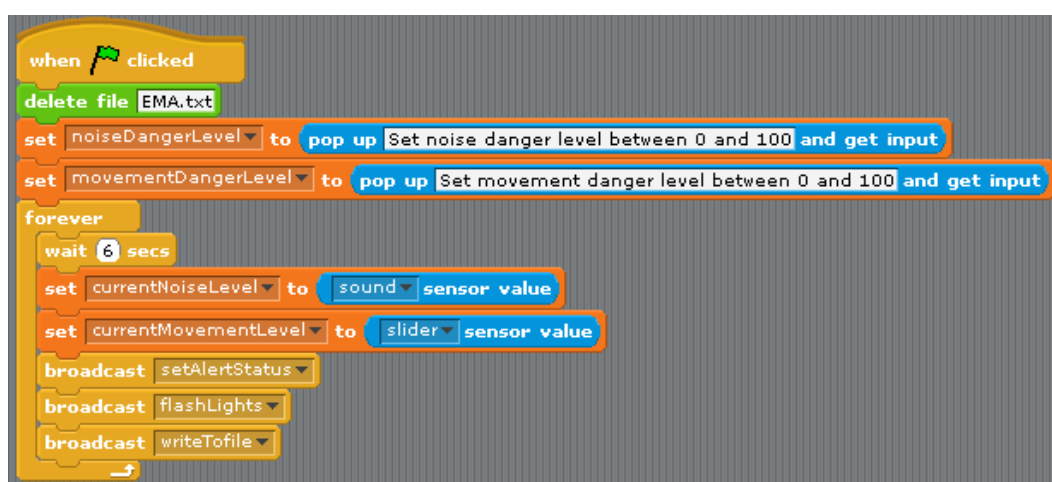 when clicked
delete file EMA.txt
set noiseDangerLevel to pop up Set noise danger level between 0 and 100 and get input
set movementDangerLevel to pop up Set movement danger level between 0 and 100 and get input
forever
wait 6 secs
set currentNoiseLevel to sound sensor value
set currentMovementLevel to slider sensor value
broadcast setAlertStatus
broadcast flashLights
broadcast writeTofile